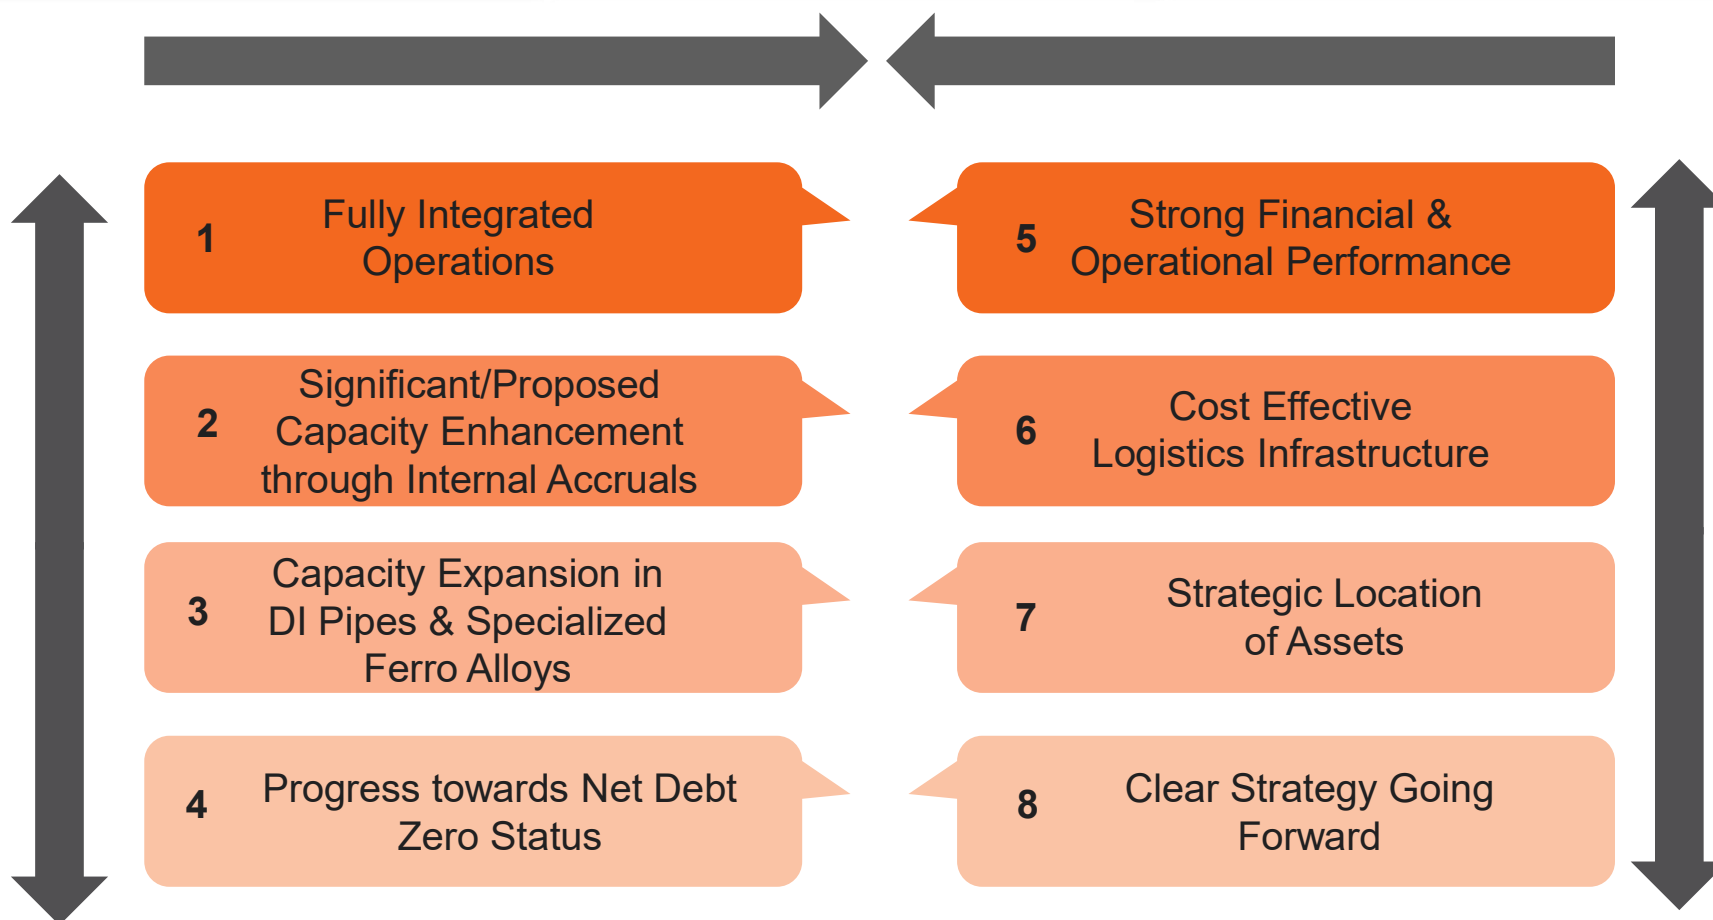 1
Fully Integrated
Operations
2
Significant/Proposed
Capacity Enhancement
through Internal Accruals
3
Capacity Expansion in
DI Pipes & Specialized
Ferro Alloys
4
Progress towards Net Debt
Zero Status
5
Strong Financial &
Operational Performance
6
Cost Effective
Logistics Infrastructure
7
Strategic Location
of Assets
8
Clear Strategy Going
Forward